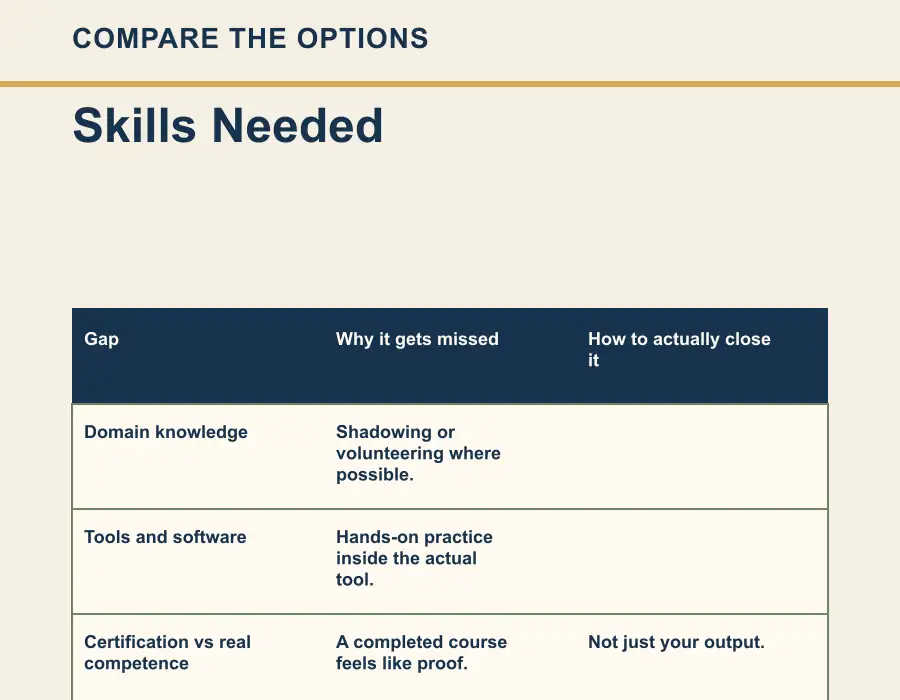 COMPARE THE OPTIONS
Skills Needed
Gap
Why it gets missed
How to actually close
it
Domain knowledge
Shadowing or
volunteering where
possible.
Tools and software
Hands-on practice
inside the actual
tool.
Certification vs real
competence
A completed course
feels like proof.
Not just your output.